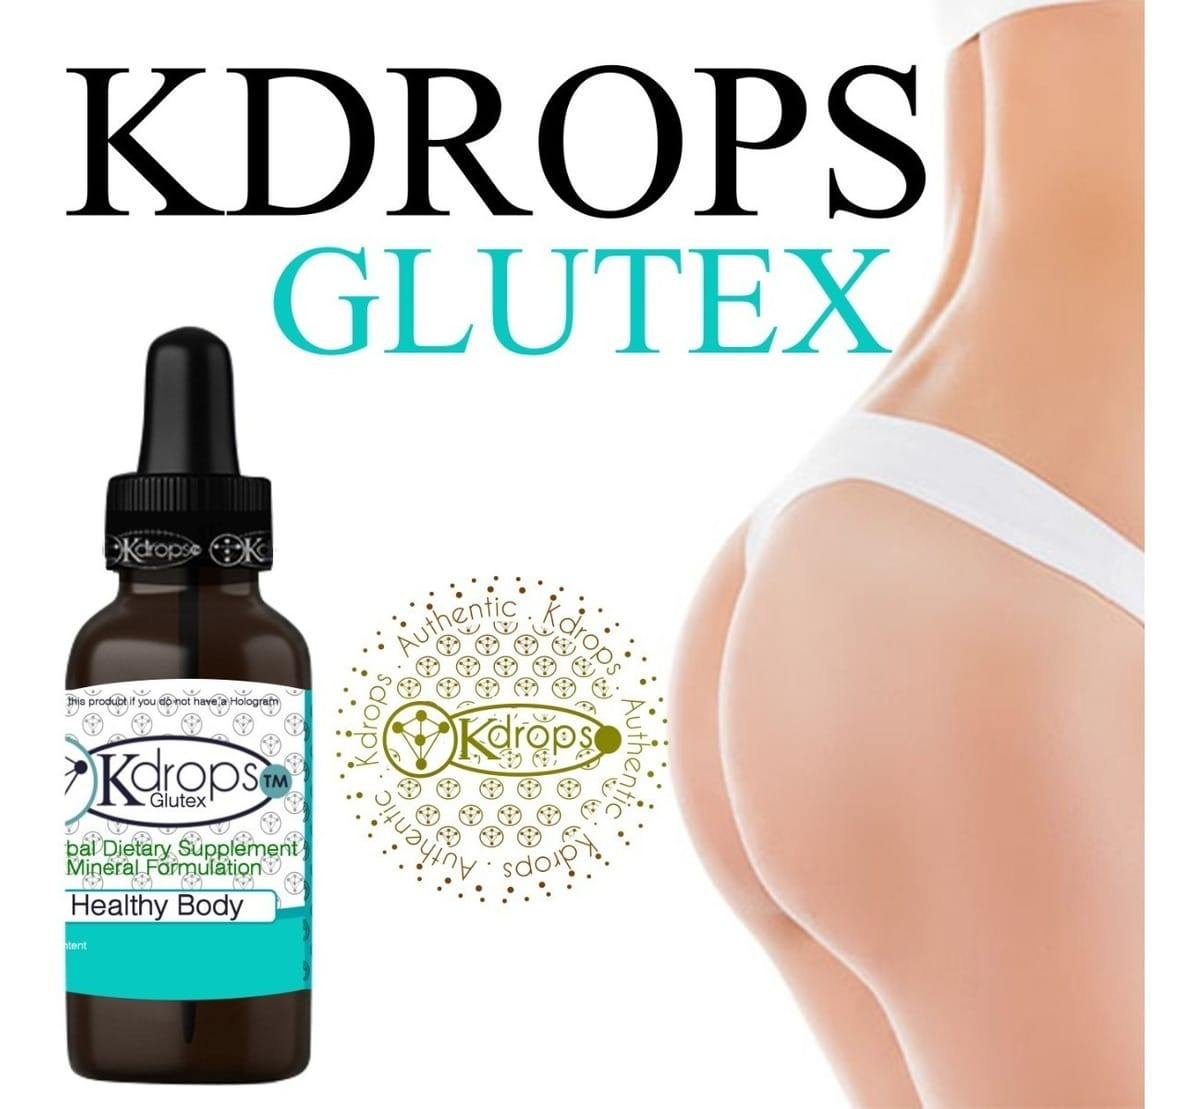 KDROPS
GLUTEX
Kdrops
this product if you do not have a Hologram
Kdrops TM
Glutex
bal Dietary Supplement
Mineral Formulation
Healthy Body
ntent
Authentic . Kdrops . Authentic . Kdrops . Authentic . Kdrops .
Kdrops